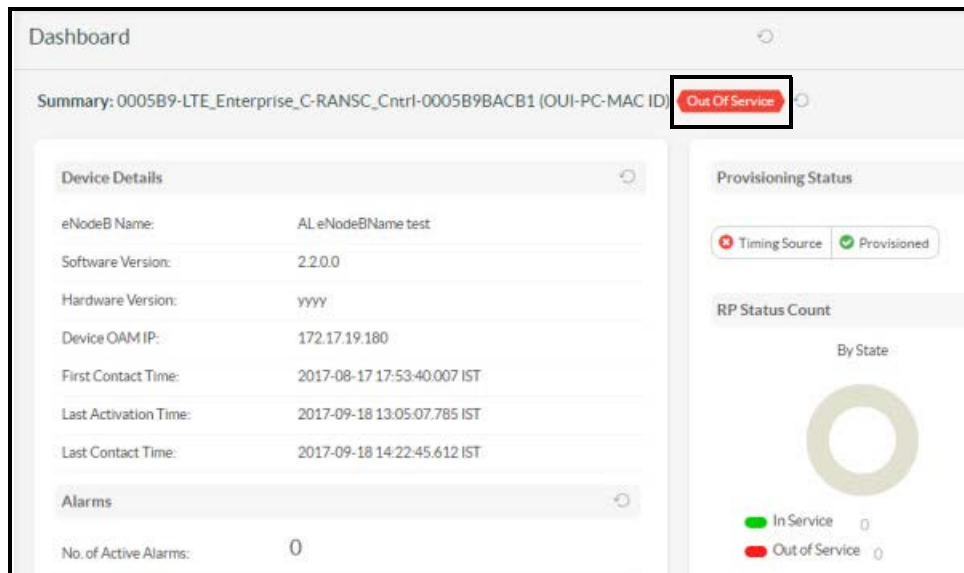 Dashboard
Summary: 0005B9-LTE_Enterprise_C-RANSC_Cntrl-0005B9BACB1 (OUI-PC-MAC ID) Out Of Service
Device Details
eNodeB Name: AL eNodeBName test
Software Version: 2.2.0.0
Hardware Version: yyyy
Device OAM IP: 172.17.19.180
First Contact Time: 2017-08-17 17:53:40.007 IST
Last Activation Time: 2017-09-18 13:05:07.785 IST
Last Contact Time: 2017-09-18 14:22:45.612 IST
Alarms
No. of Active Alarms: 0
Provisioning Status
Timing Source Provisioned
RP Status Count
By State
In Service 0
Out of Service 0